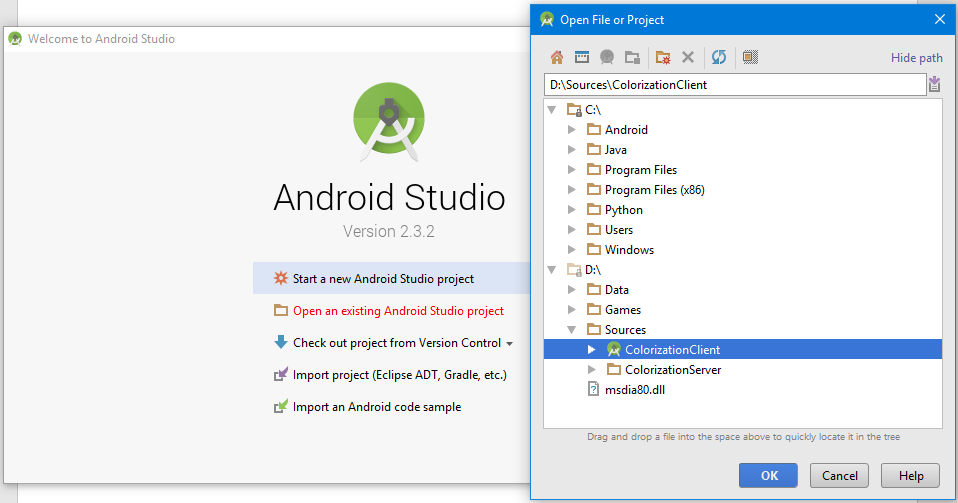 Welcome to Android Studio
Android Studio
Version 2.3.2
Start a new Android Studio project
Open an existing Android Studio project
Check out project from Version Control
Import project (Eclipse ADT, Gradle, etc.)
Import an Android code sample
Open File or Project
Hide path
D:\Sources\ColorizationClient
C:\
Android
Java
Program Files
Program Files (x86)
Python
Users
Windows
D:\
Data
Games
Sources
ColorizationClient
ColorizationServer
msdia80.dll
Drag and drop a file into the space above to quickly locate it in the tree
OK
Cancel
Help